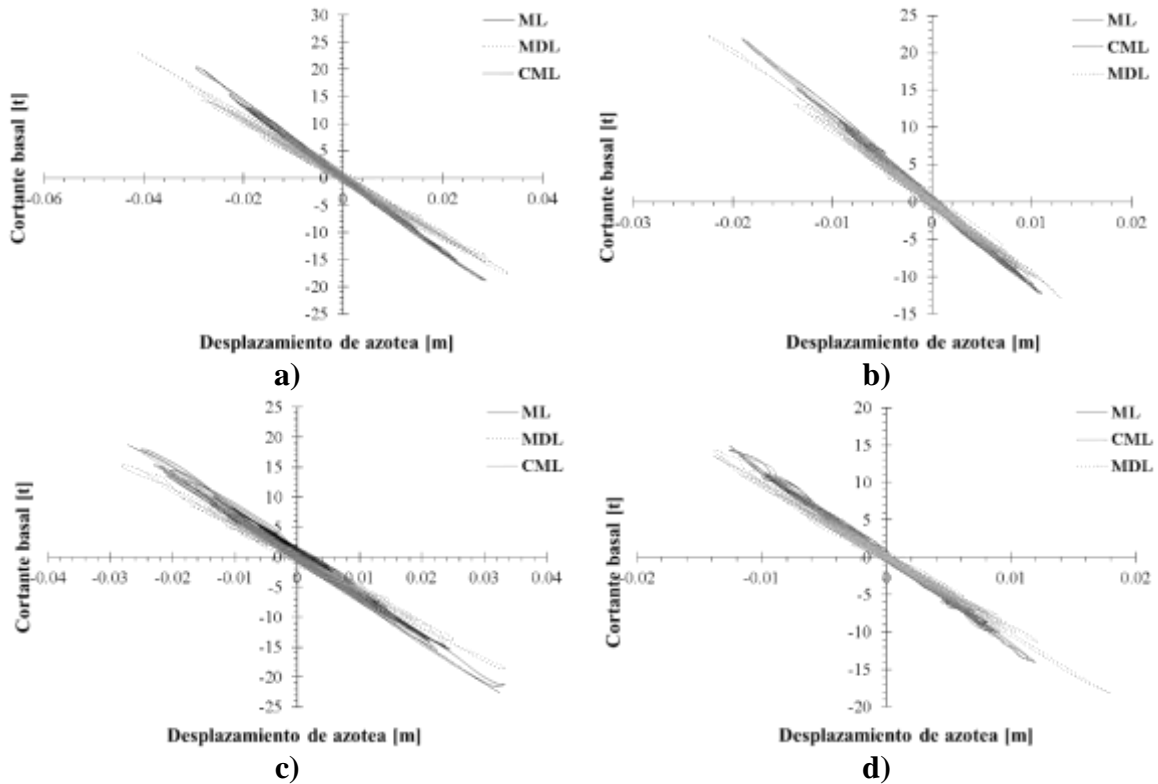 30
25
20
15
10
5
0
-5
-10
-15
-20
-25
-0.06
-0.04
-0.02
0
0.02
0.04
Cortante basal [t]
ML
MDL
CML
Desplazamiento de azotea [m]
a)
25
20
15
10
5
0
-5
-10
-15
-0.03
-0.02
-0.01
0
0.01
0.02
Cortante basal [t]
ML
CML
MDL
Desplazamiento de azotea [m]
b)
25
20
15
10
5
0
-5
-10
-15
-20
-25
-0.04
-0.03
-0.02
-0.01
0
0.01
0.02
0.03
0.04
Cortante basal [t]
ML
MDL
CML
Desplazamiento de azotea [m]
c)
20
15
10
5
0
-5
-10
-15
-20
-0.02
-0.01
0
0.01
0.02
Cortante basal [t]
ML
CML
MDL
Desplazamiento de azotea [m]
d)